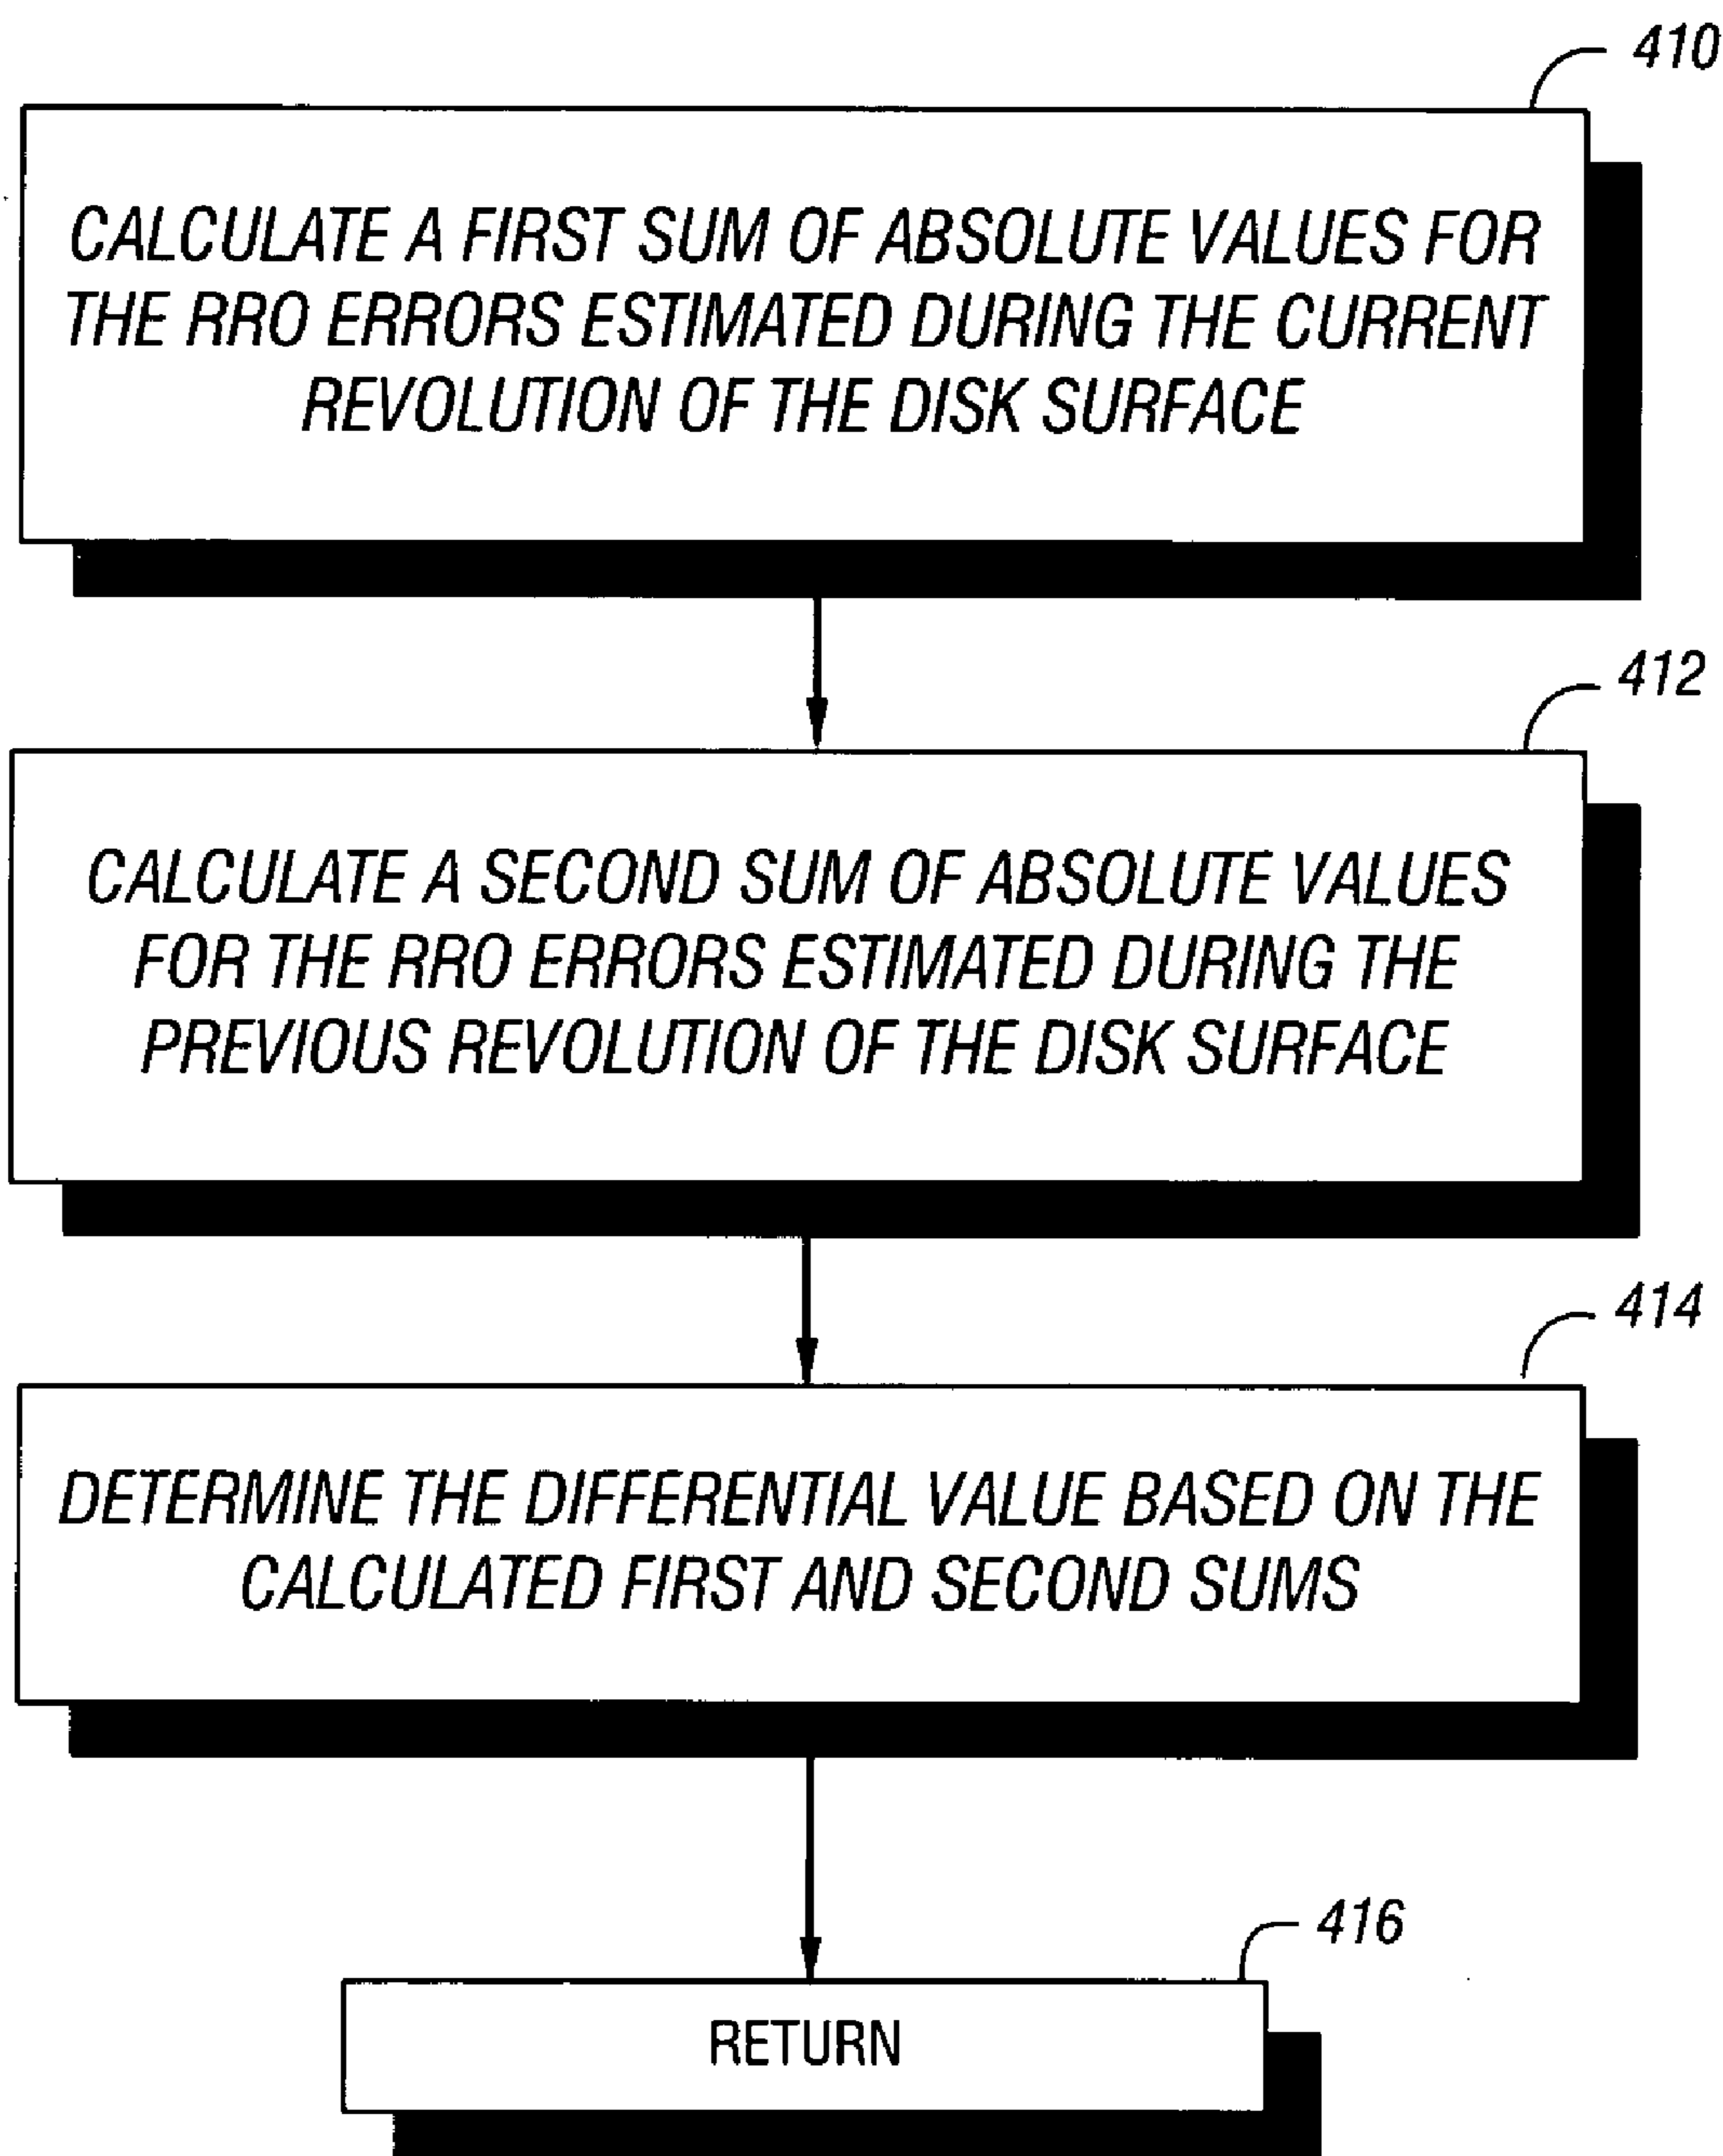 410
CALCULATE A FIRST SUM OF ABSOLUTE VALUES FOR
THE RRO ERRORS ESTIMATED DURING THE CURRENT
REVOLUTION OF THE DISK SURFACE
412
CALCULATE A SECOND SUM OF ABSOLUTE VALUES
FOR THE RRO ERRORS ESTIMATED DURING THE
PREVIOUS REVOLUTION OF THE DISK SURFACE
414
DETERMINE THE DIFFERENTIAL VALUE BASED ON THE
CALCULATED FIRST AND SECOND SUMS
416
RETURN